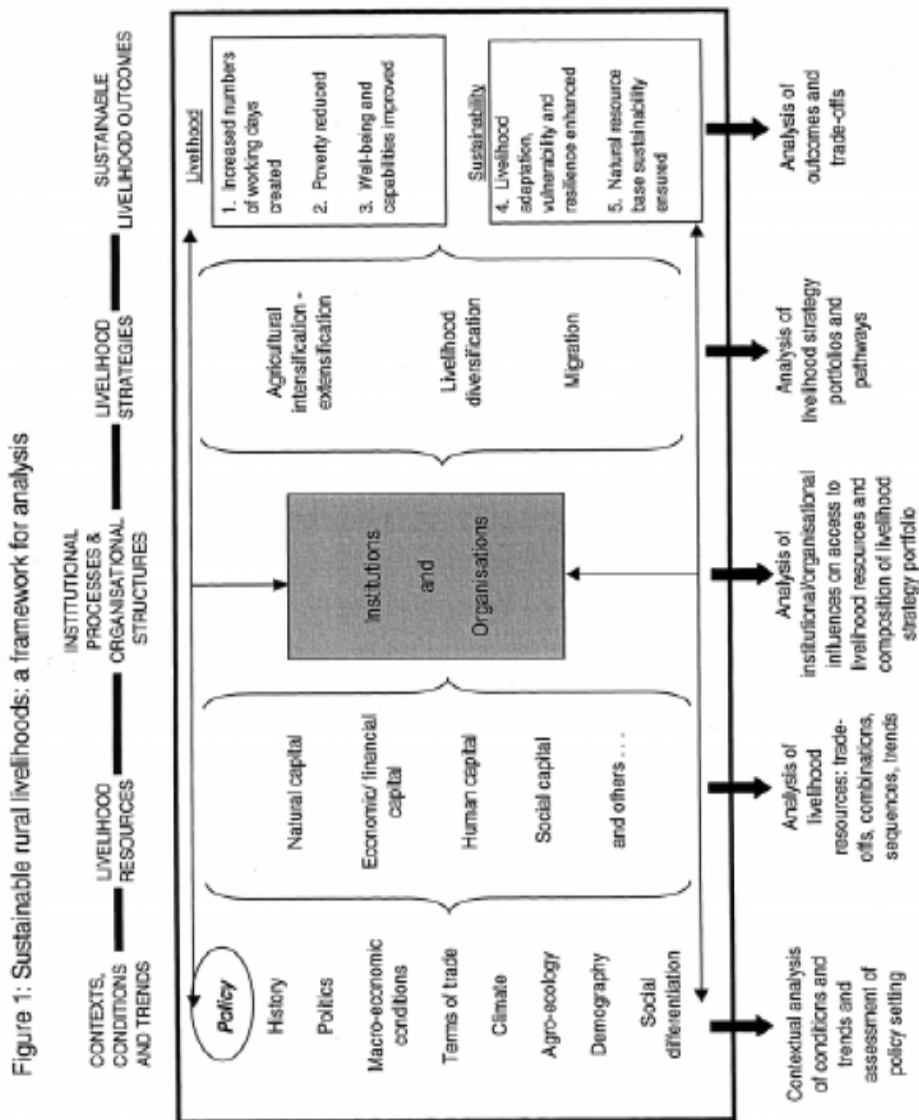 Figure 1: Sustainable rural livelihoods: a framework for analysis
CONTEXTS,
CONDITIONS
AND TRENDS
LIVELIHOOD
RESOURCES
INSTITUTIONAL
PROCESSES &
ORGANISATIONAL
STRUCTURES
LIVELIHOOD
STRATEGIES
SUSTAINABLE
LIVELIHOOD OUTCOMES
Policy
History
Politics
Macro-economic
conditions
Terms of trade
Climate
Agro-ecology
Demography
Social
differentiation
Natural capital
Economic/ financial
capital
Human capital
Social capital
and others . . .
Institutions
and
Organisations
Agricultural
intensification -
extensification
Livelihood
diversification
Migration
Livelihood
1. Increased numbers
of working days
created
2. Poverty reduced
3. Well-being and
capabilities improved
Sustainability
4. Livelihood
adaptation,
vulnerability and
resilience enhanced
5. Natural resource
base sustainability
ensured
Contextual analysis
of conditions and
trends and
assessment of
policy setting
Analysis of
livelihood
resources: trade-
offs, combinations,
sequences, trends
Analysis of
institutional/organisational
influences on access to
livelihood resources and
composition of livelihood
strategy portfolio
Analysis of
livelihood strategy
portfolios and
pathways
Analysis of
outcomes and
trade-offs